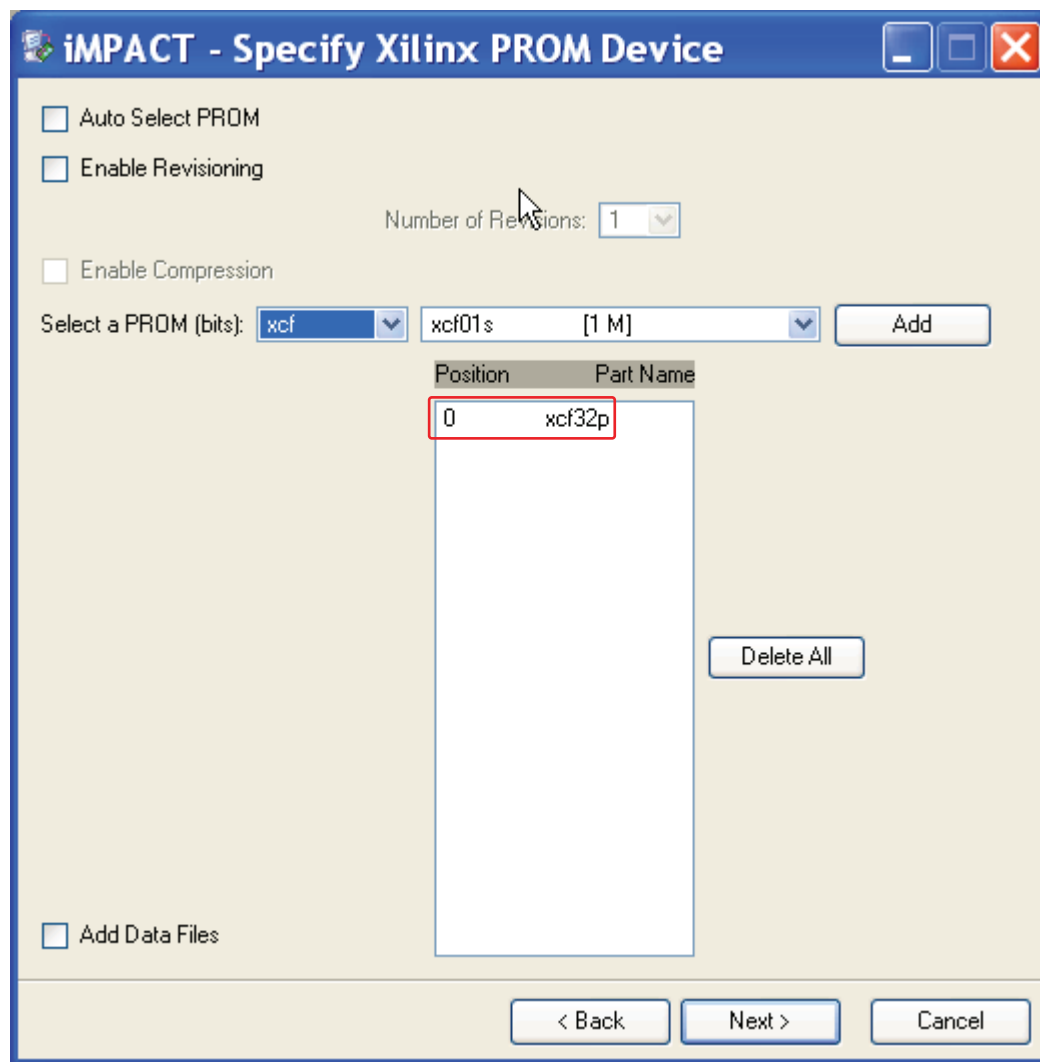 iMPACT - Specify Xilinx PROM Device
Auto Select PROM
Enable Revisioning
Number of Revisions: 1
Enable Compression
Select a PROM (bits): xcf xcf01s [1 M] Add
Position Part Name
0 xcf32p
Delete All
Add Data Files
< Back Next > Cancel